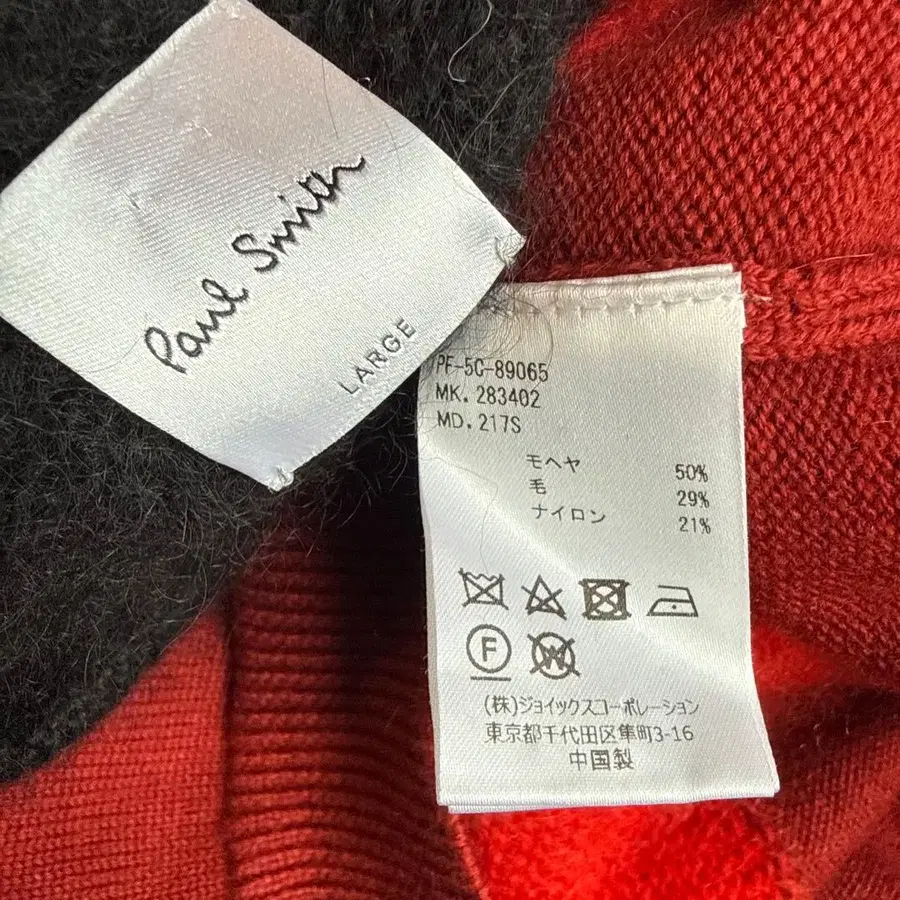 Paul Smith
LARGE
PF-5C-89065
MK. 283402
MD. 217S
モヘヤ 50%
毛 29%
ナイロン 21%
F
W
(株)ジョイックスコーポレーション
東京都千代田区隼町3-16
中国製